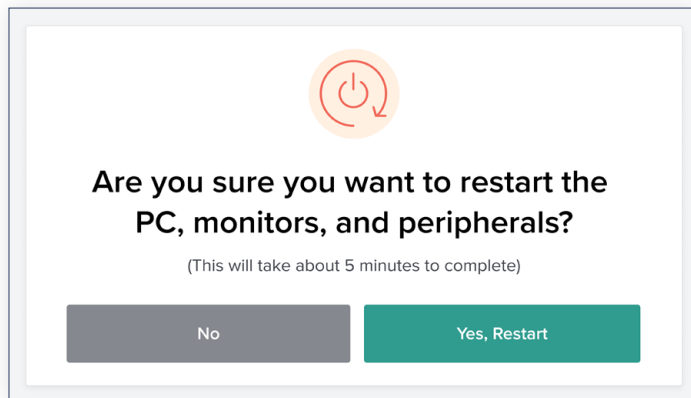 Are you sure you want to restart the
PC, monitors, and peripherals?
(This will take about 5 minutes to complete)
No
Yes, Restart